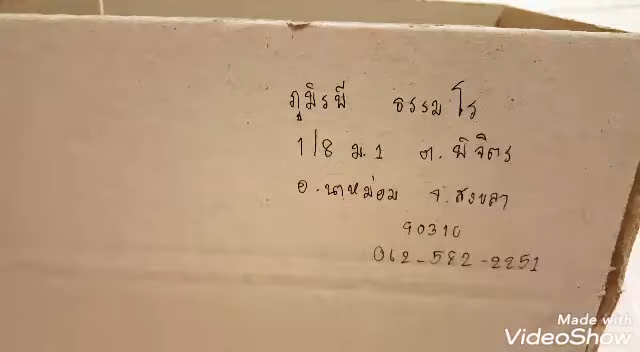 ภูมิรพี ธรรมโร
1/8 ม.1 ต.พิจิตร
อ.นาหม่อม จ.สงขลา
90310
062-582-2251
Made with
VideoShow